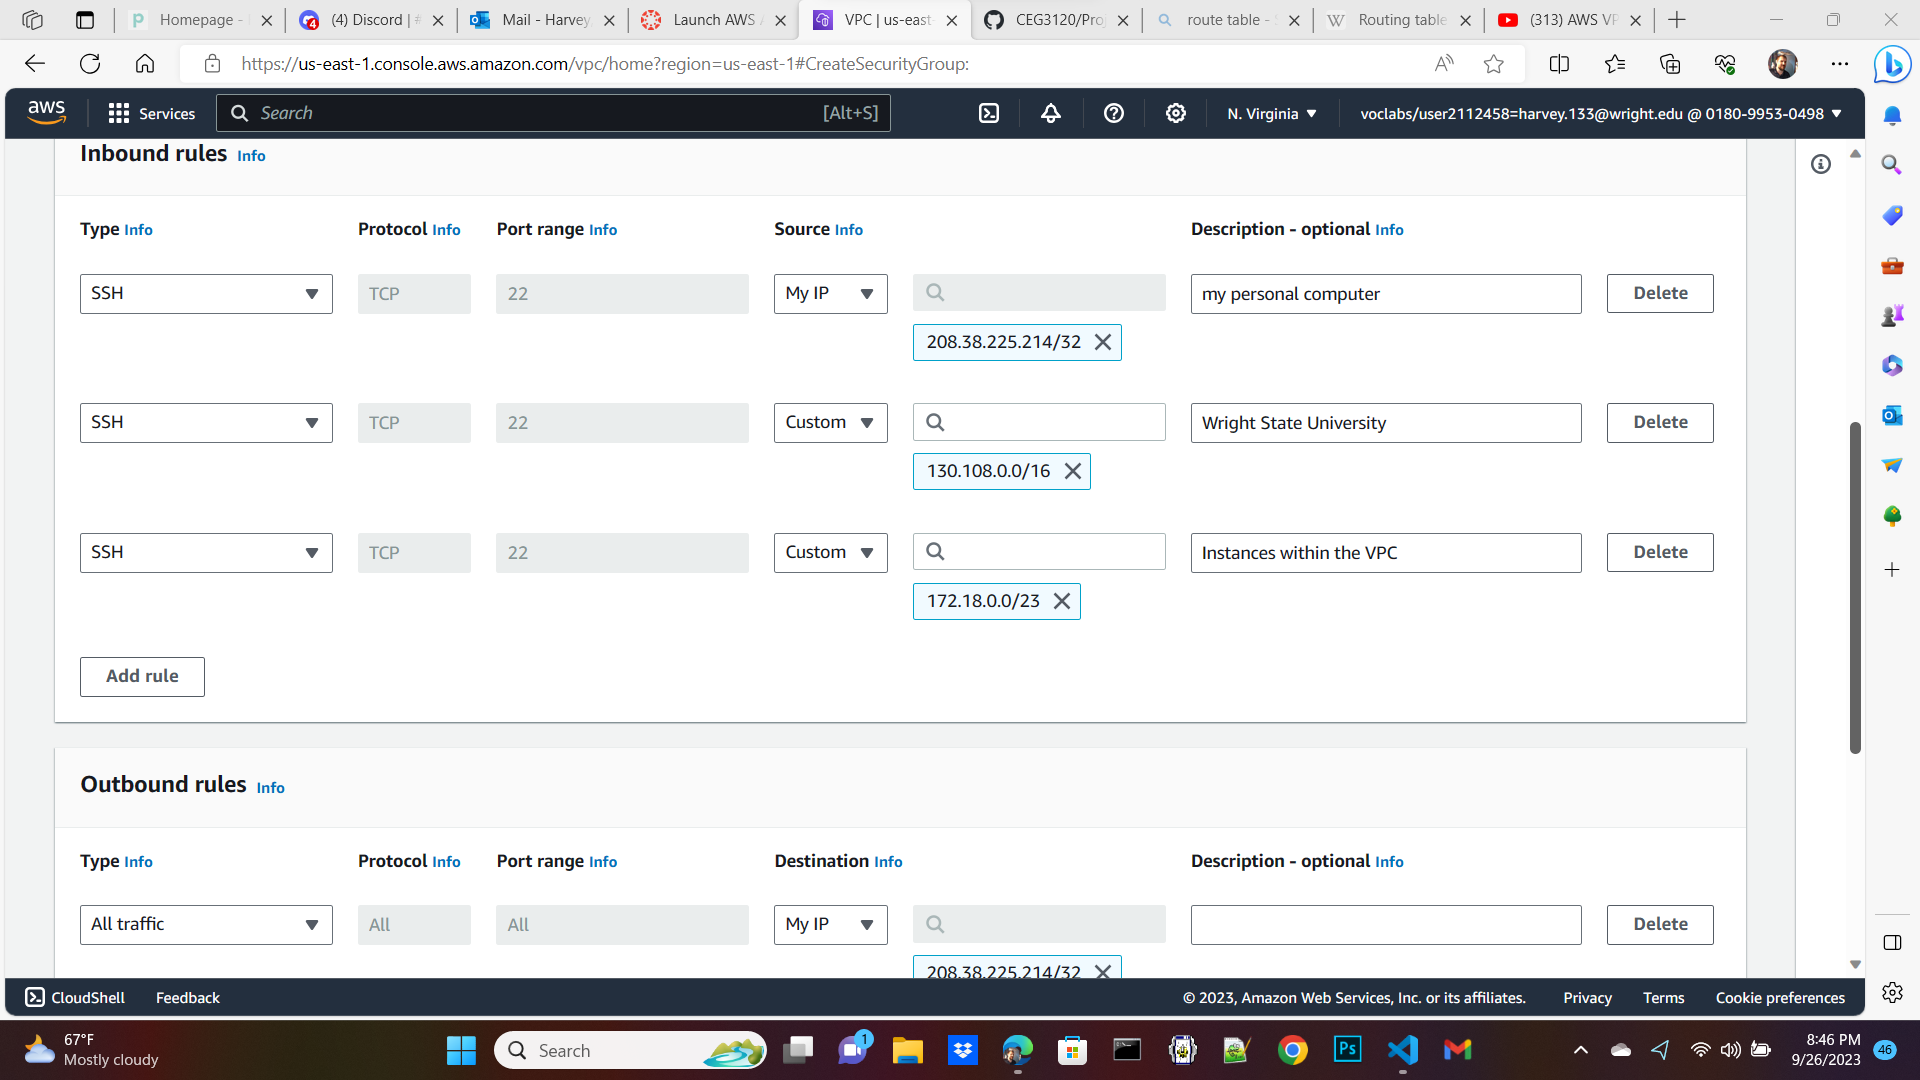 Homepage -
(4) Discord | #
Mail - Harvey,
Launch AWS A
VPC | us-east-
CEG3120/Proj
route table - S
Routing table
(313) AWS VP
https://us-east-1.console.aws.amazon.com/vpc/home?region=us-east-1#CreateSecurityGroup:
aws
Services
Search
[Alt+S]
N. Virginia
voclabs/user2112458=harvey.133@wright.edu @ 0180-9953-0498
Inbound rules Info
Type Info
Protocol Info
Port range Info
Source Info
Description - optional Info
SSH
TCP
22
My IP
my personal computer
Delete
208.38.225.214/32
SSH
TCP
22
Custom
Wright State University
Delete
130.108.0.0/16
SSH
TCP
22
Custom
Instances within the VPC
Delete
172.18.0.0/23
Add rule
Outbound rules Info
Type Info
Protocol Info
Port range Info
Destination Info
Description - optional Info
All traffic
All
All
My IP
Delete
208.38.225.214/32
CloudShell
Feedback
© 2023, Amazon Web Services, Inc. or its affiliates.
Privacy
Terms
Cookie preferences
67°F
Mostly cloudy
Search
1
Ps
8:46 PM
9/26/2023
46